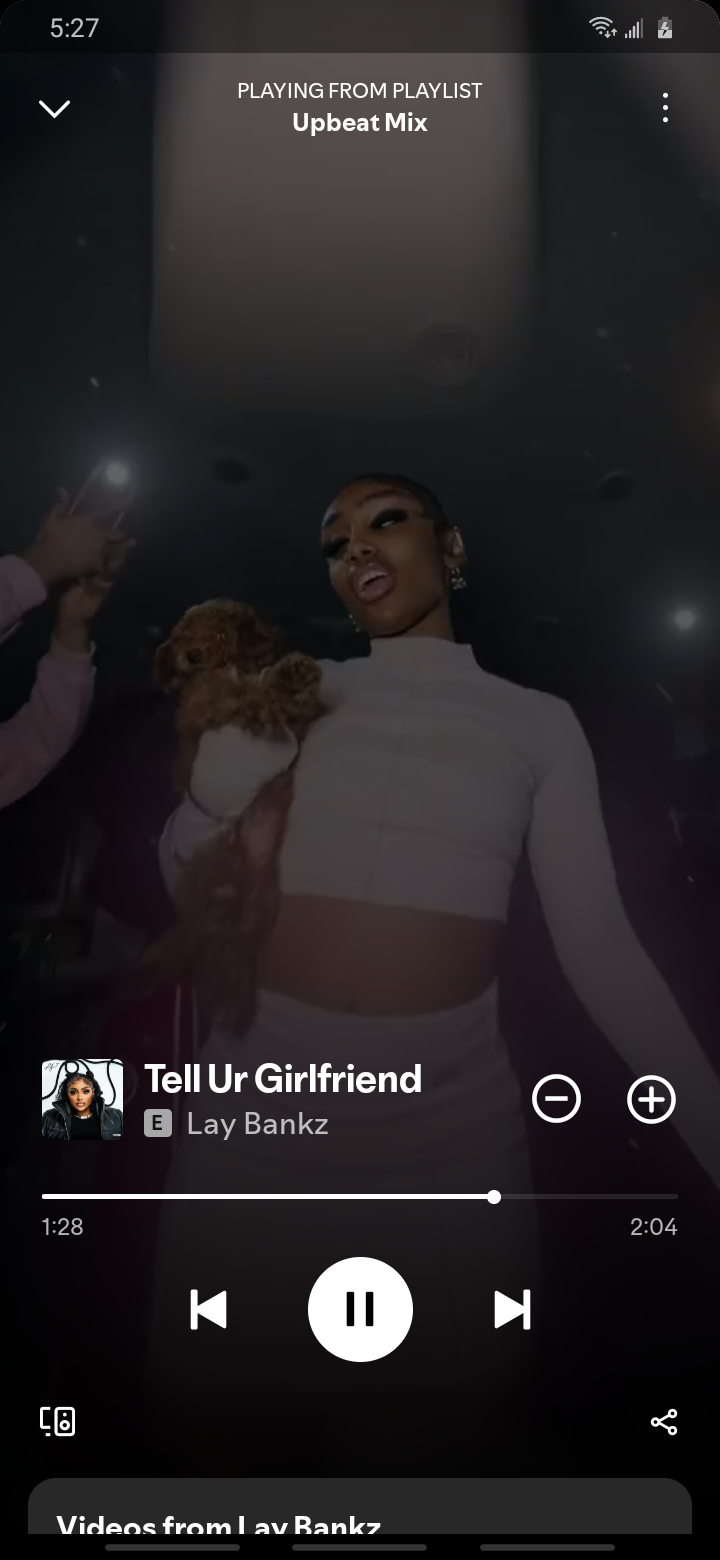 5:27
PLAYING FROM PLAYLIST
Upbeat Mix
Tell Ur Girlfriend
E Lay Bankz
1:28
2:04
Videos from Lay Bankz